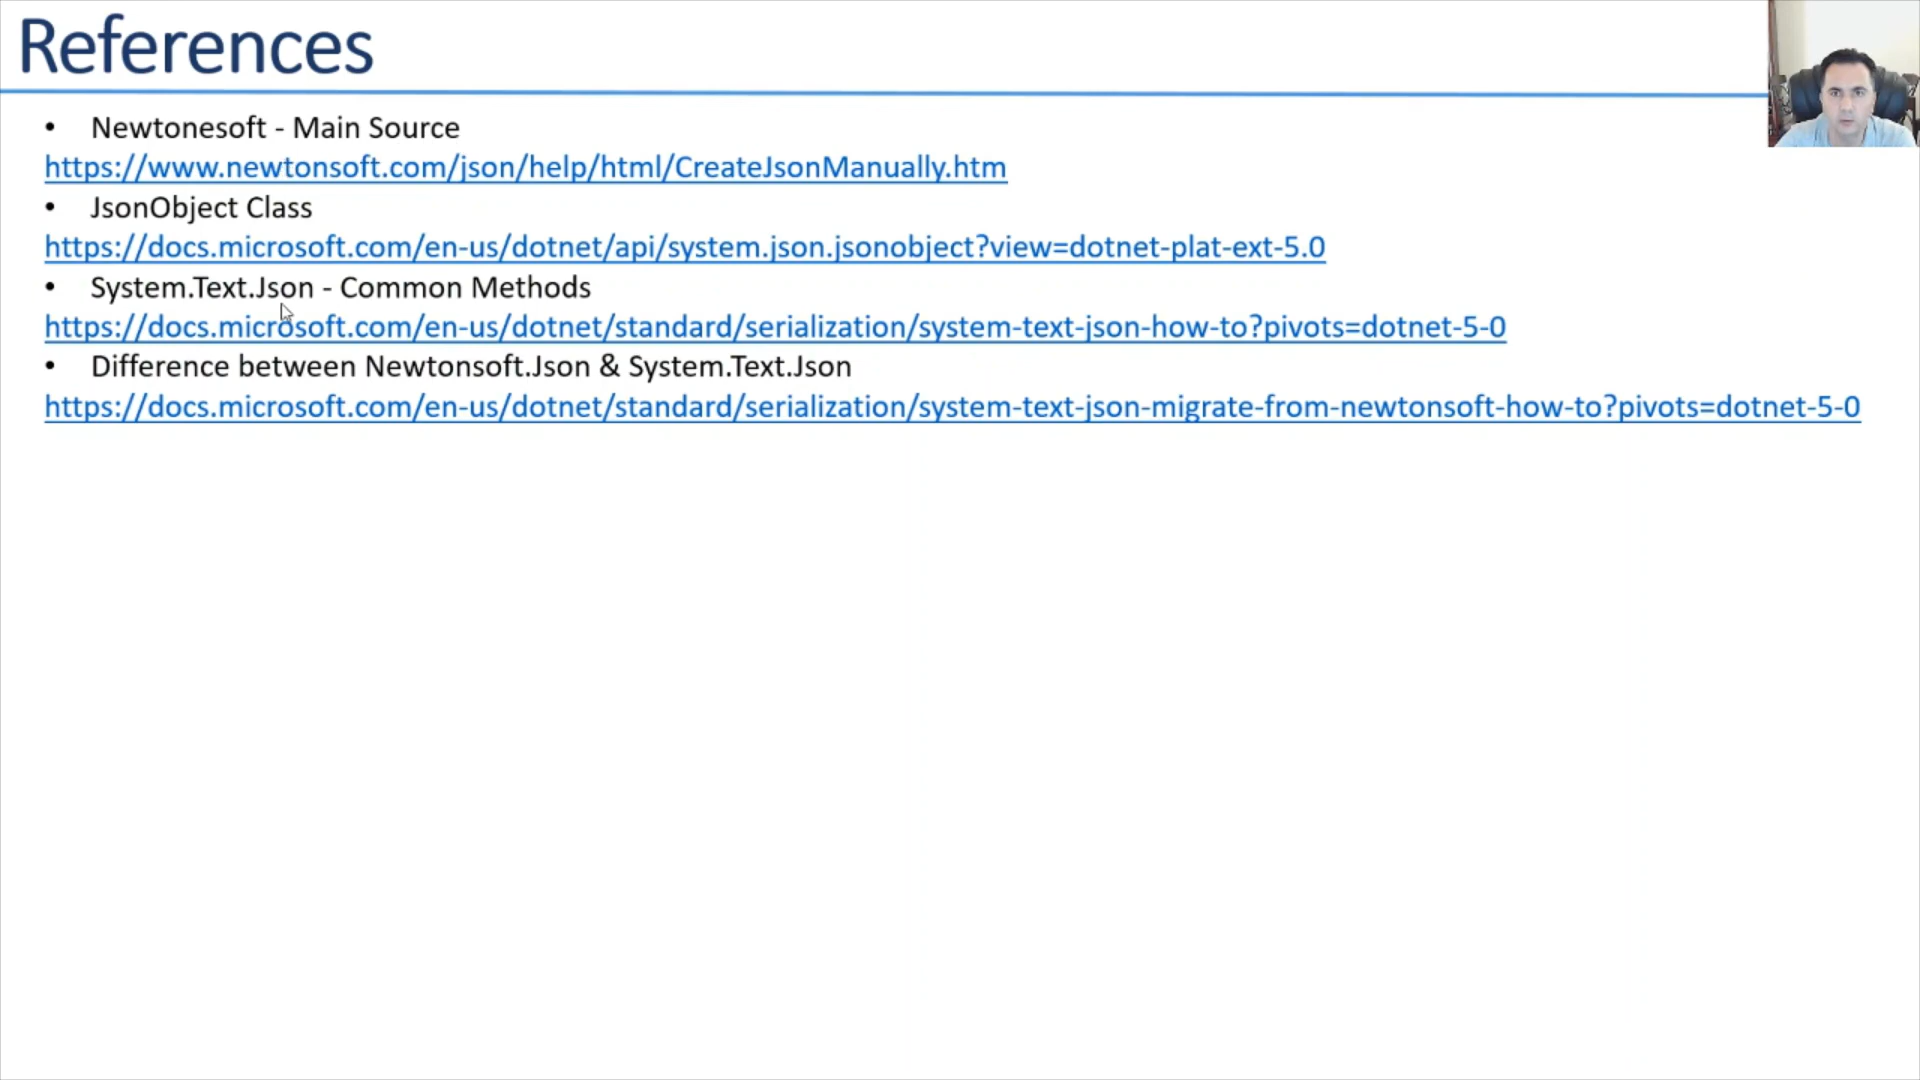 References
• Newtonesoft - Main Source
https://www.newtonsoft.com/json/help/html/CreateJsonManually.htm
• JsonObject Class
https://docs.microsoft.com/en-us/dotnet/api/system.json.jsonobject?view=dotnet-plat-ext-5.0
• System.Text.Json - Common Methods
https://docs.microsoft.com/en-us/dotnet/standard/serialization/system-text-json-how-to?pivots=dotnet-5-0
• Difference between Newtonsoft.Json & System.Text.Json
https://docs.microsoft.com/en-us/dotnet/standard/serialization/system-text-json-migrate-from-newtonsoft-how-to?pivots=dotnet-5-0